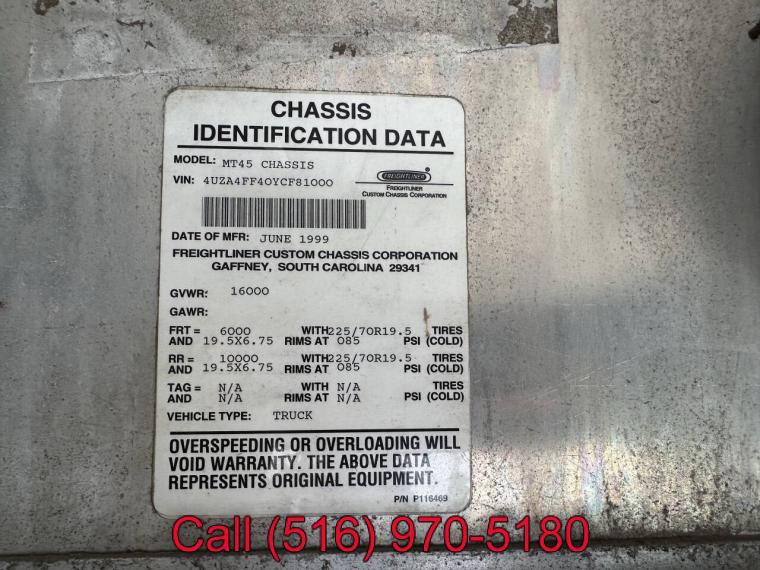 CHASSIS
IDENTIFICATION DATA
MODEL: MT45 CHASSIS
VIN: 4UZA4FF40YCF81000
FREIGHTLINER
FREIGHTLINER
CUSTOM CHASSIS CORPORATION
DATE OF MFR: JUNE 1999
FREIGHTLINER CUSTOM CHASSIS CORPORATION
GAFFNEY, SOUTH CAROLINA 29341
GVWR: 16000
GAWR:
FRT = 6000 WITH 225/70R19.5 TIRES
AND 19.5X6.75 RIMS AT 085 PSI (COLD)
RR = 10000 WITH 225/70R19.5 TIRES
AND 19.5X6.75 RIMS AT 085 PSI (COLD)
TAG = N/A WITH N/A TIRES
AND N/A RIMS AT N/A PSI (COLD)
VEHICLE TYPE: TRUCK
OVERSPEEDING OR OVERLOADING WILL
VOID WARRANTY. THE ABOVE DATA
REPRESENTS ORIGINAL EQUIPMENT.
P/N P116469
Call (516) 970-5180